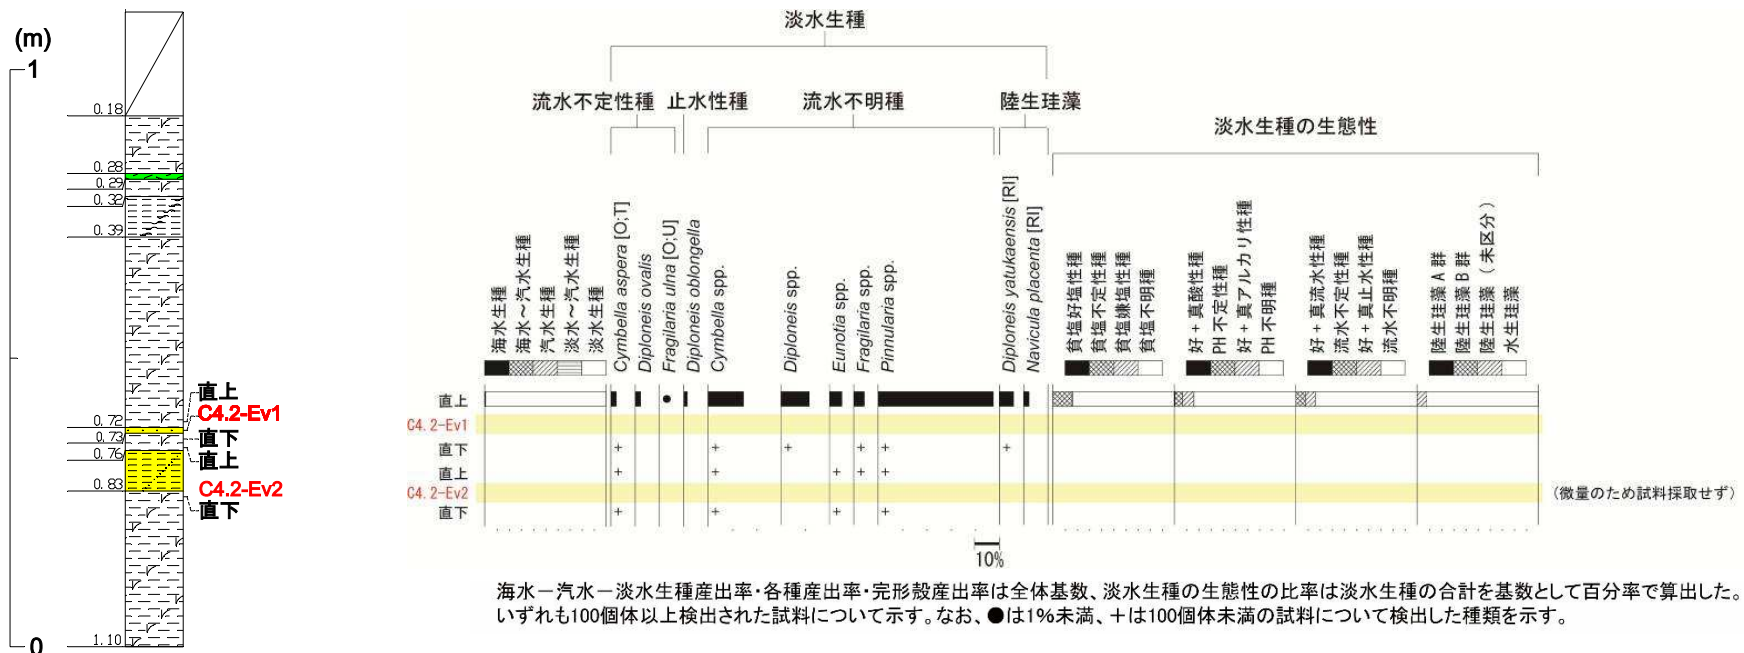 (m)
1
0.18
0.28
0.29
0.32
0.39
0.72
0.73
0.76
0.83
1.10
0
直上
C4.2-Ev1
直下
直上
C4.2-Ev2
直下
淡水生種
流水不定性種 止水性種 流水不明種 陸生珪藻
淡水生種の生態性
海水生種
海水～汽水生種
汽水生種
淡水～汽水生種
淡水生種
Cymbella aspera [O;T]
Diploneis ovalis
Fragilaria ulna [O;U]
Diploneis oblongella
Cymbella spp.
Diploneis spp.
Eunotia spp.
Fragilaria spp.
Pinnularia spp.
Diploneis yatukaensis [RI]
Navicula placenta [RI]
貧塩好塩性種
貧塩不定性種
貧塩嫌塩性種
貧塩不明種
好+真酸性種
PH不定性種
好+真アルカリ性種
PH不明種
好+真流水性種
流水不定性種
好+真止水性種
流水不明種
陸生珪藻A群
陸生珪藻B群
陸生珪藻（未区分）
水生珪藻
直上 ●
C4.2-Ev1
直下 + + + + + +
直上 + + + + +
C4.2-Ev2 (微量のため試料採取せず)
直下 + + + +
10%
海水－汽水－淡水生種産出率・各種産出率・完形殻産出率は全体基数、淡水生種の生態性の比率は淡水生種の合計を基数として百分率で算出した。
いずれも100個体以上検出された試料について示す。なお、●は1%未満、＋は100個体未満の試料について検出した種類を示す。